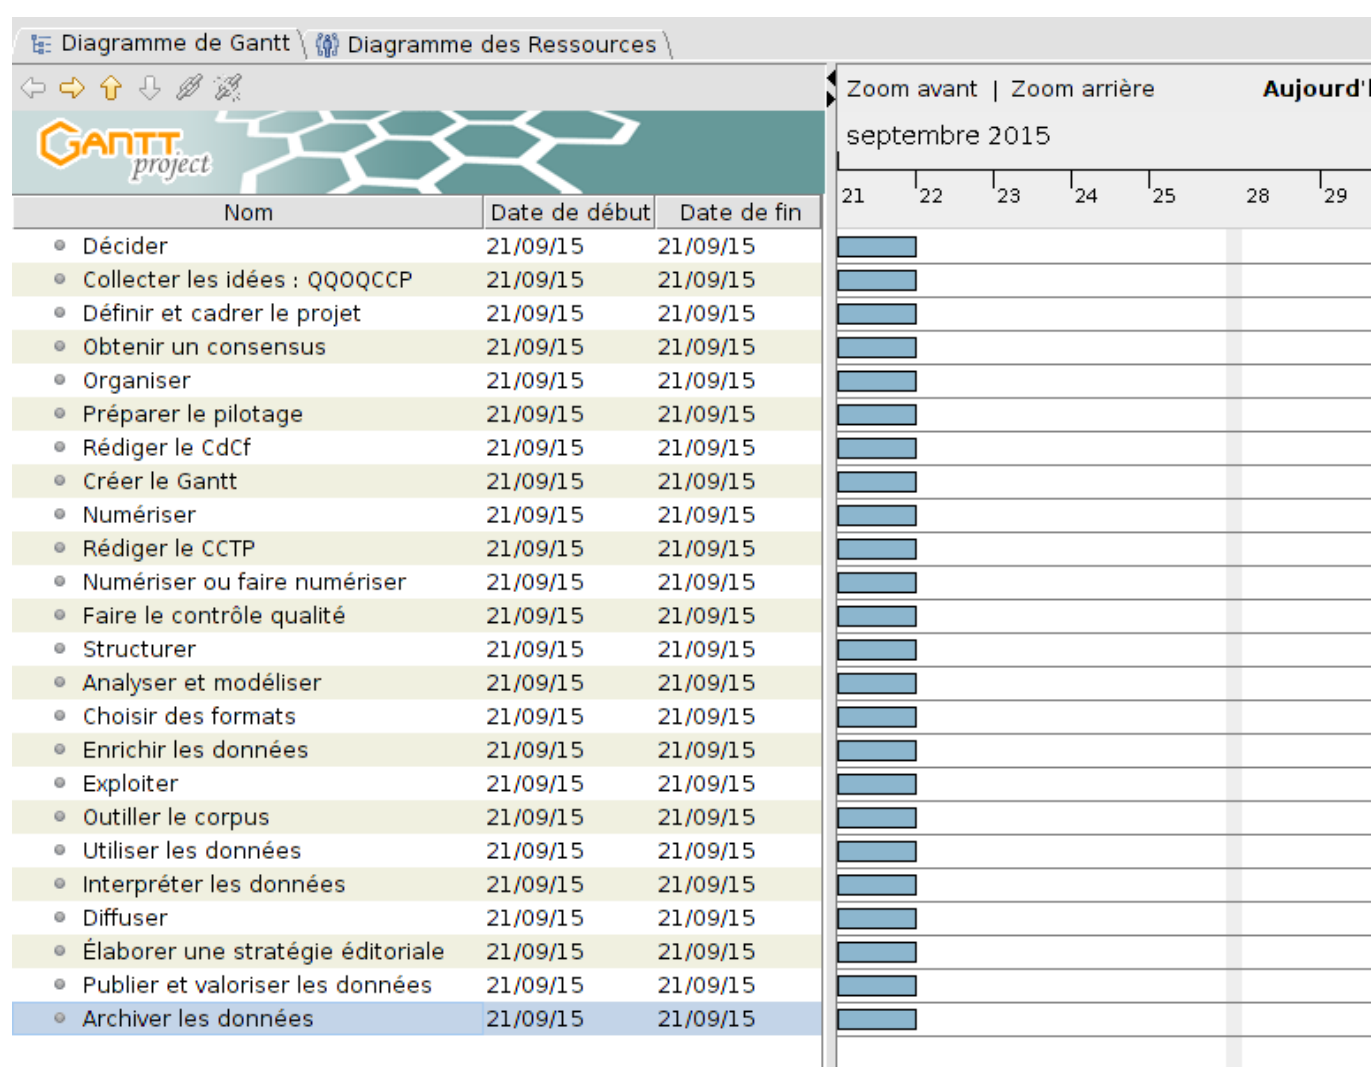 Diagramme de Gantt Diagramme des Ressources
Zoom avant | Zoom arrière Aujourd'
GANTT
project
septembre 2015
21 22 23 24 25 28 29
Nom Date de début Date de fin
Décider 21/09/15 21/09/15
Collecter les idées : QQOQCCP 21/09/15 21/09/15
Définir et cadrer le projet 21/09/15 21/09/15
Obtenir un consensus 21/09/15 21/09/15
Organiser 21/09/15 21/09/15
Préparer le pilotage 21/09/15 21/09/15
Rédiger le CdCf 21/09/15 21/09/15
Créer le Gantt 21/09/15 21/09/15
Numériser 21/09/15 21/09/15
Rédiger le CCTP 21/09/15 21/09/15
Numériser ou faire numériser 21/09/15 21/09/15
Faire le contrôle qualité 21/09/15 21/09/15
Structurer 21/09/15 21/09/15
Analyser et modéliser 21/09/15 21/09/15
Choisir des formats 21/09/15 21/09/15
Enrichir les données 21/09/15 21/09/15
Exploiter 21/09/15 21/09/15
Outiller le corpus 21/09/15 21/09/15
Utiliser les données 21/09/15 21/09/15
Interpréter les données 21/09/15 21/09/15
Diffuser 21/09/15 21/09/15
Élaborer une stratégie éditoriale 21/09/15 21/09/15
Publier et valoriser les données 21/09/15 21/09/15
Archiver les données 21/09/15 21/09/15